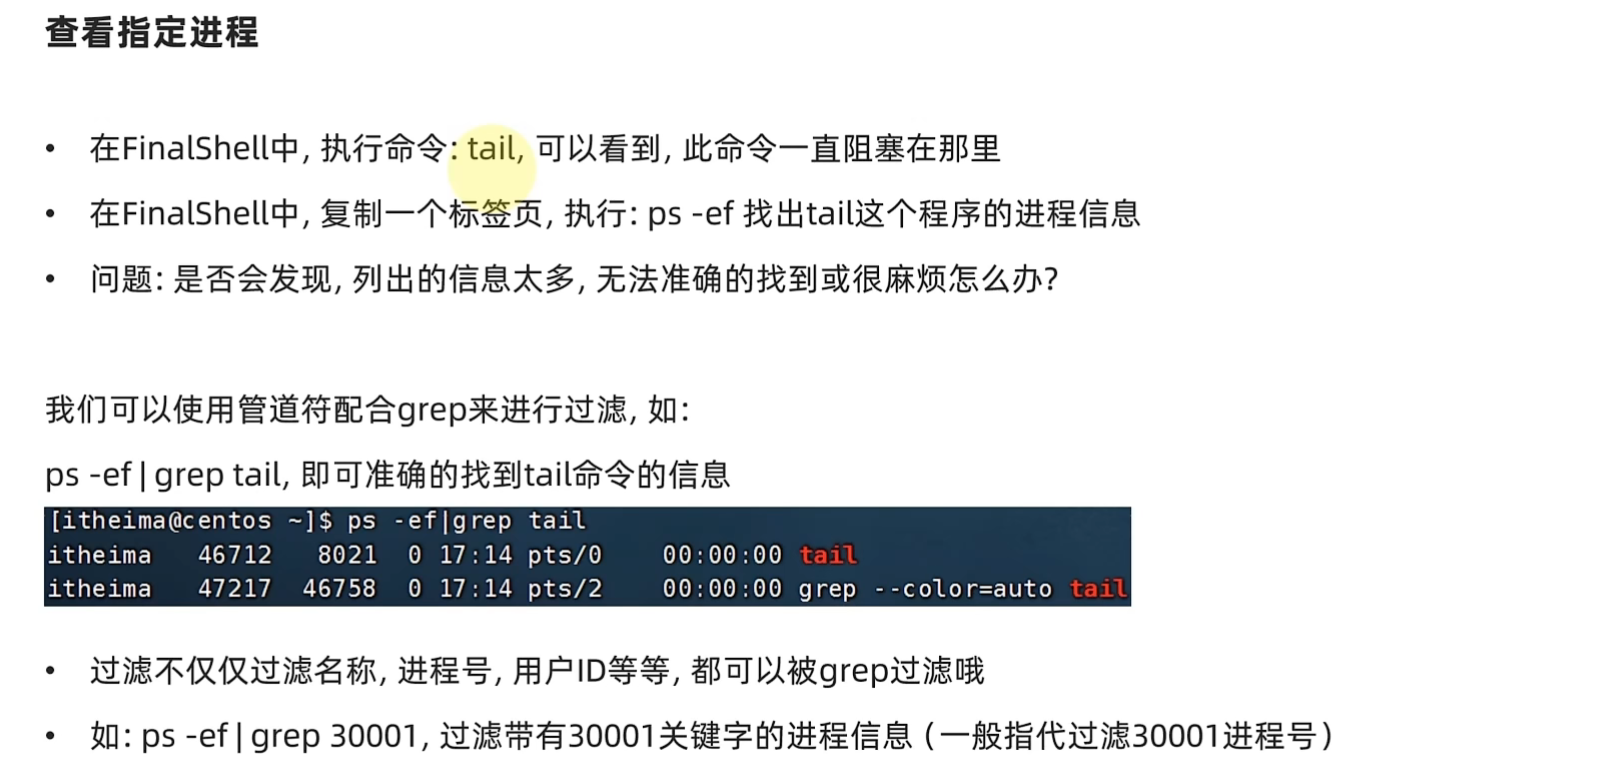 查看指定进程
• 在FinalShell中, 执行命令: tail, 可以看到, 此命令一直阻塞在那里
• 在FinalShell中, 复制一个标签页, 执行: ps -ef 找出tail这个程序的进程信息
• 问题: 是否会发现, 列出的信息太多, 无法准确的找到或很麻烦怎么办?
我们可以使用管道符配合grep来进行过滤, 如:
ps -ef | grep tail, 即可准确的找到tail命令的信息
[itheima@centos ~]$ ps -ef|grep tail
itheima 46712 8021 0 17:14 pts/0 00:00:00 tail
itheima 47217 46758 0 17:14 pts/2 00:00:00 grep --color=auto tail
• 过滤不仅仅过滤名称, 进程号, 用户ID等等, 都可以被grep过滤哦
• 如: ps -ef | grep 30001, 过滤带有30001关键字的进程信息 (一般指代过滤30001进程号)